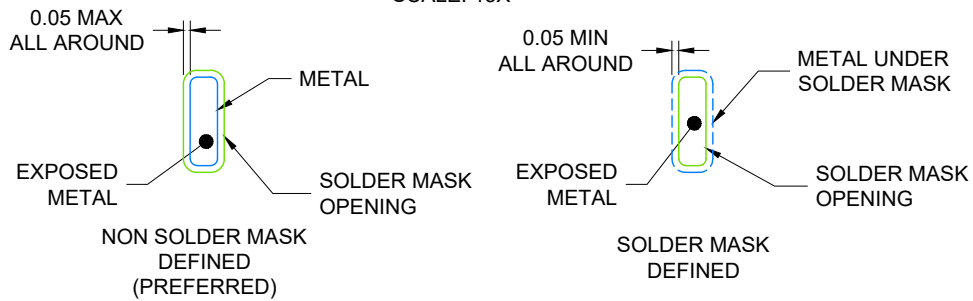 0.05 MAX
ALL AROUND
METAL
EXPOSED
METAL
SOLDER MASK
OPENING
NON SOLDER MASK
DEFINED
(PREFERRED)
0.05 MIN
ALL AROUND
METAL UNDER
SOLDER MASK
EXPOSED
METAL
SOLDER MASK
OPENING
SOLDER MASK
DEFINED